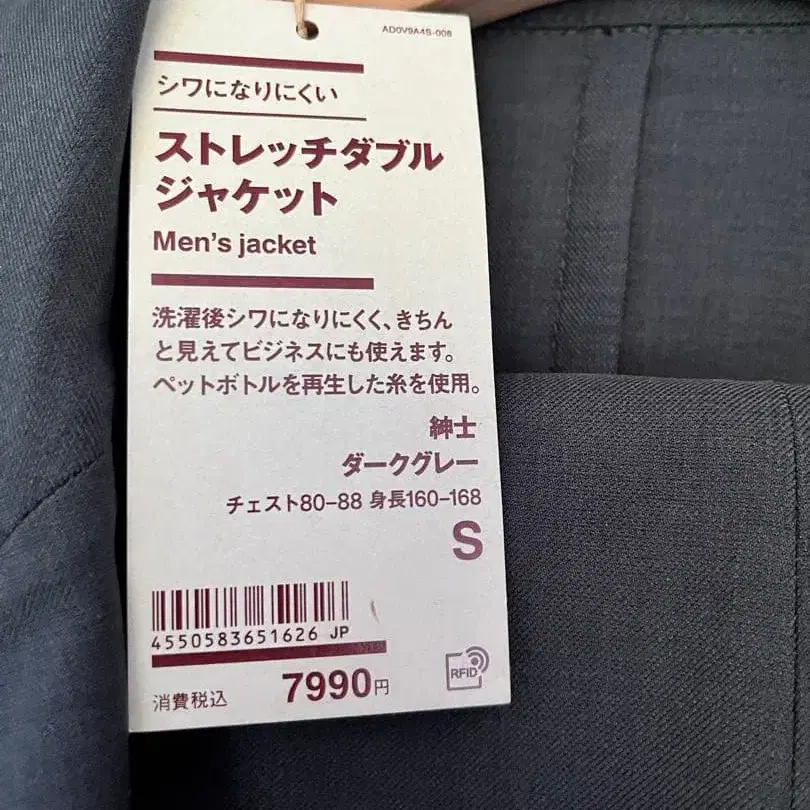 AD0V9A4S-008
シワになりにくい
ストレッチダブル
ジャケット
Men's jacket
洗濯後シワになりにくく、きちん
と見えてビジネスにも使えます。
ペットボトルを再生した糸を使用。
紳士
ダークグレー
チェスト80–88 身長160–168
S
4550583651626 JP
消費税込 7990円
RFID